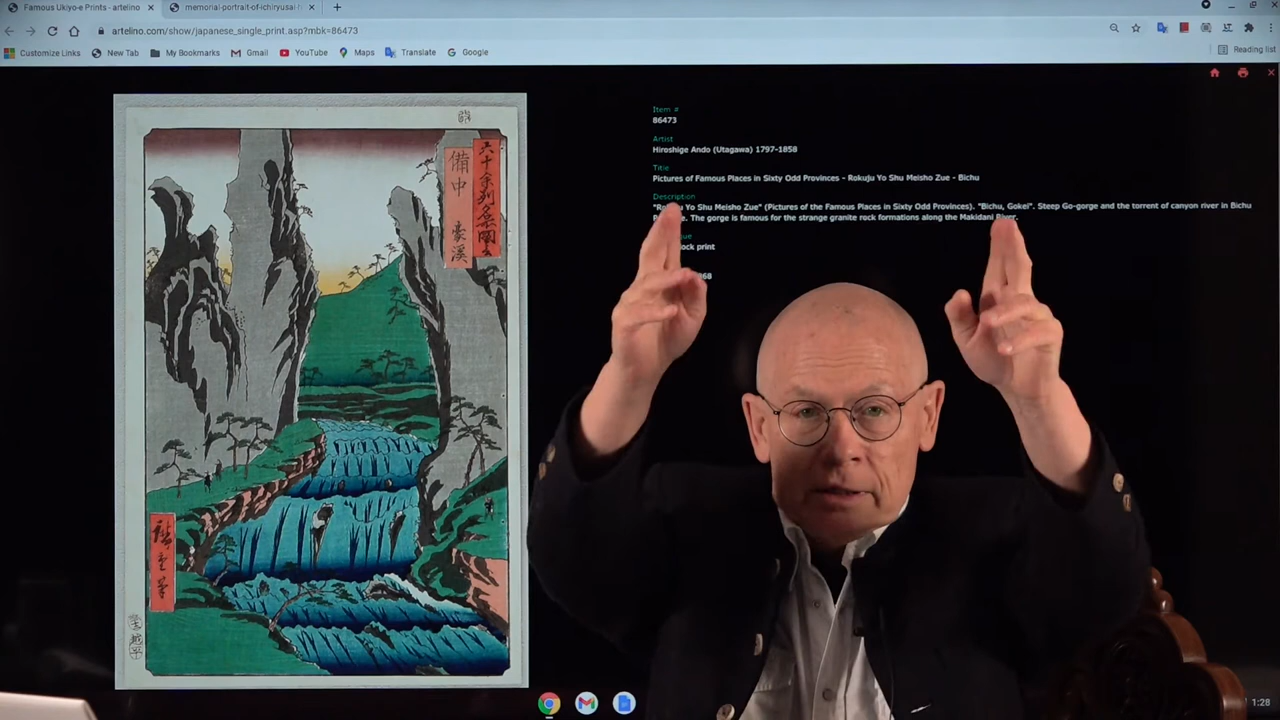 Famous Ukiyo-e Prints - artelino
memorial-portrait-of-ichiryusai-h
artelino.com/show/japanese_single_print.asp?mbk=86473
Customize Links
New Tab
My Bookmarks
Gmail
YouTube
Maps
Translate
Google
Reading list
Item #
86473
Artist
Hiroshige Ando (Utagawa) 1797-1858
Title
Pictures of Famous Places in Sixty Odd Provinces - Rokuju Yo Shu Meisho Zue - Bichu
Description
Yo Shu Meisho Zue" (Pictures of the Famous Places in Sixty Odd Provinces). "Bichu, Gokei". Steep Go-gorge and the torrent of canyon river in Bichu
The gorge is famous for the strange granite rock formations along the Makidani River.
print
六十余州名所圖會
備中 豪渓
廣重筆
1:28